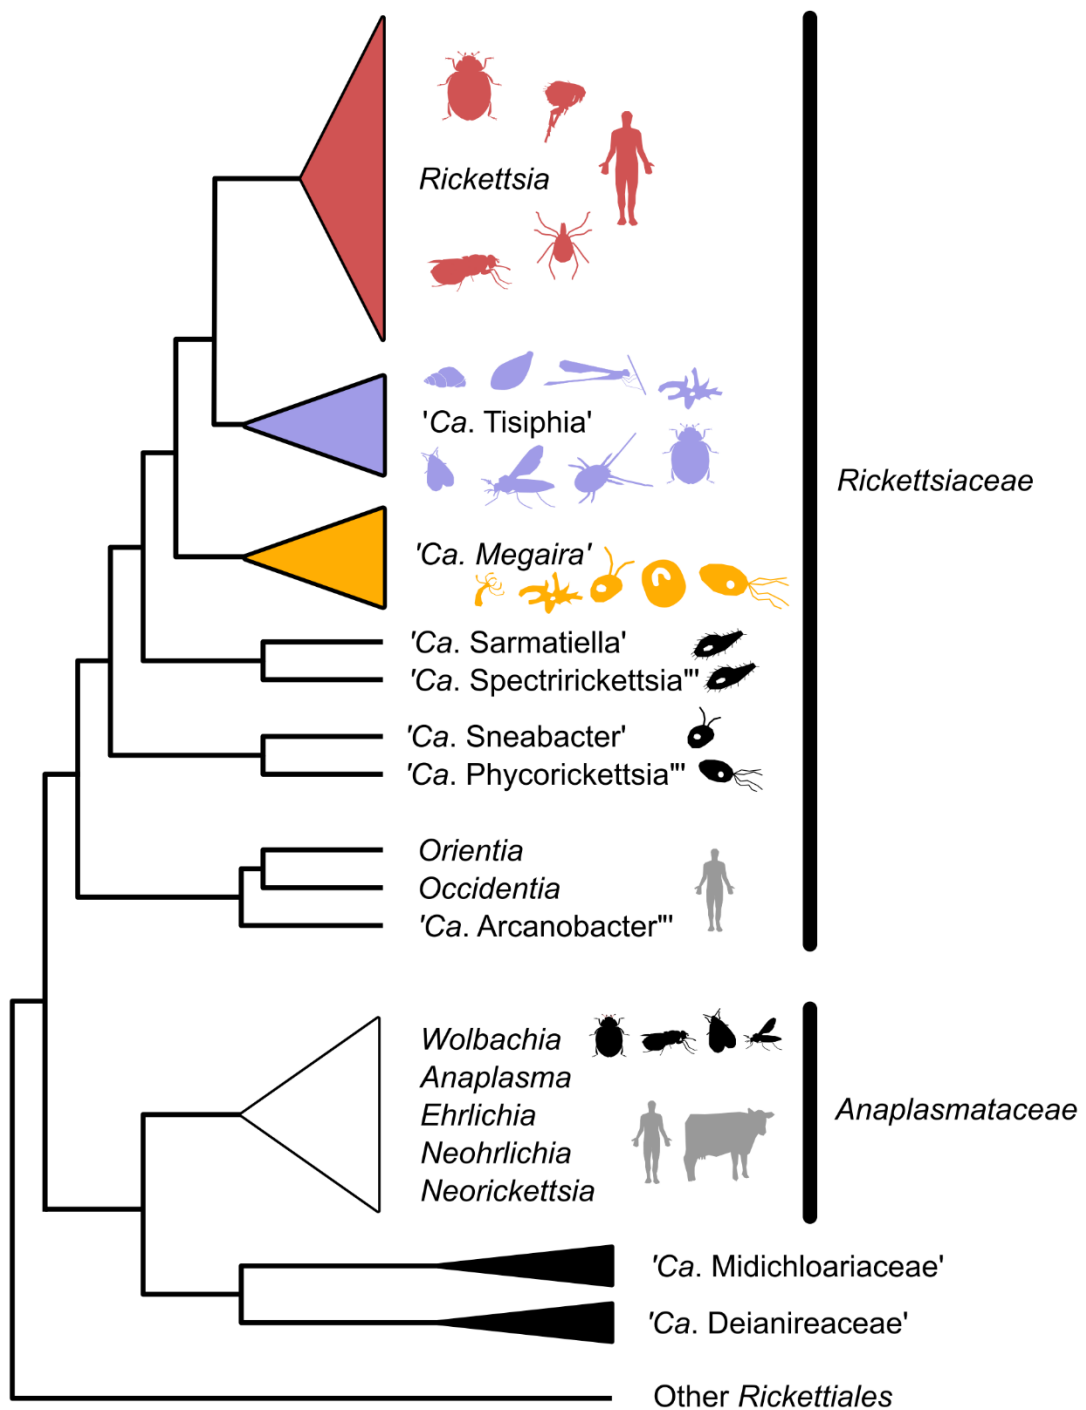 Rickettsia
'Ca. Tisiphia'
'Ca. Megaira'
'Ca. Sarmatiella'
'Ca. Spectririckettsia'''
'Ca. Sneabacter'
'Ca. Phycorickettsia'''
Orientia
Occidentia
'Ca. Arcanobacter'''
Rickettsiaceae
Wolbachia
Anaplasma
Ehrlichia
Neohrlichia
Neorickettsia
Anaplasmataceae
'Ca. Midichloariaceae'
'Ca. Deianireaceae'
Other Rickettiales